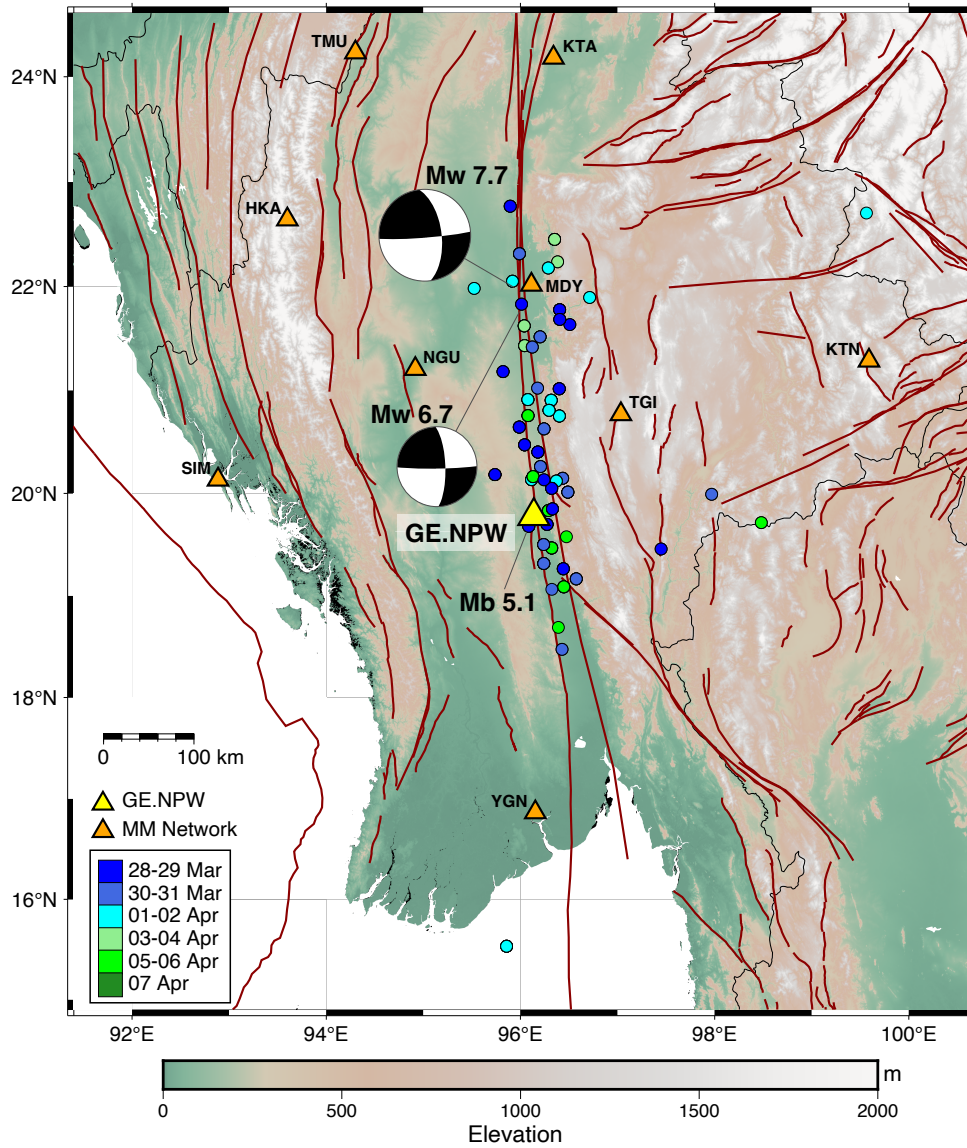 24°N
22°N
20°N
18°N
16°N
TMU
KTA
HKA
Mw 7.7
MDY
NGU
KTN
Mw 6.7
TGI
SIM
GE.NPW
Mb 5.1
0 100 km
GE.NPW
MM Network
YGN
28-29 Mar
30-31 Mar
01-02 Apr
03-04 Apr
05-06 Apr
07 Apr
92°E 94°E 96°E 98°E 100°E
m
0 500 1000 1500 2000
Elevation